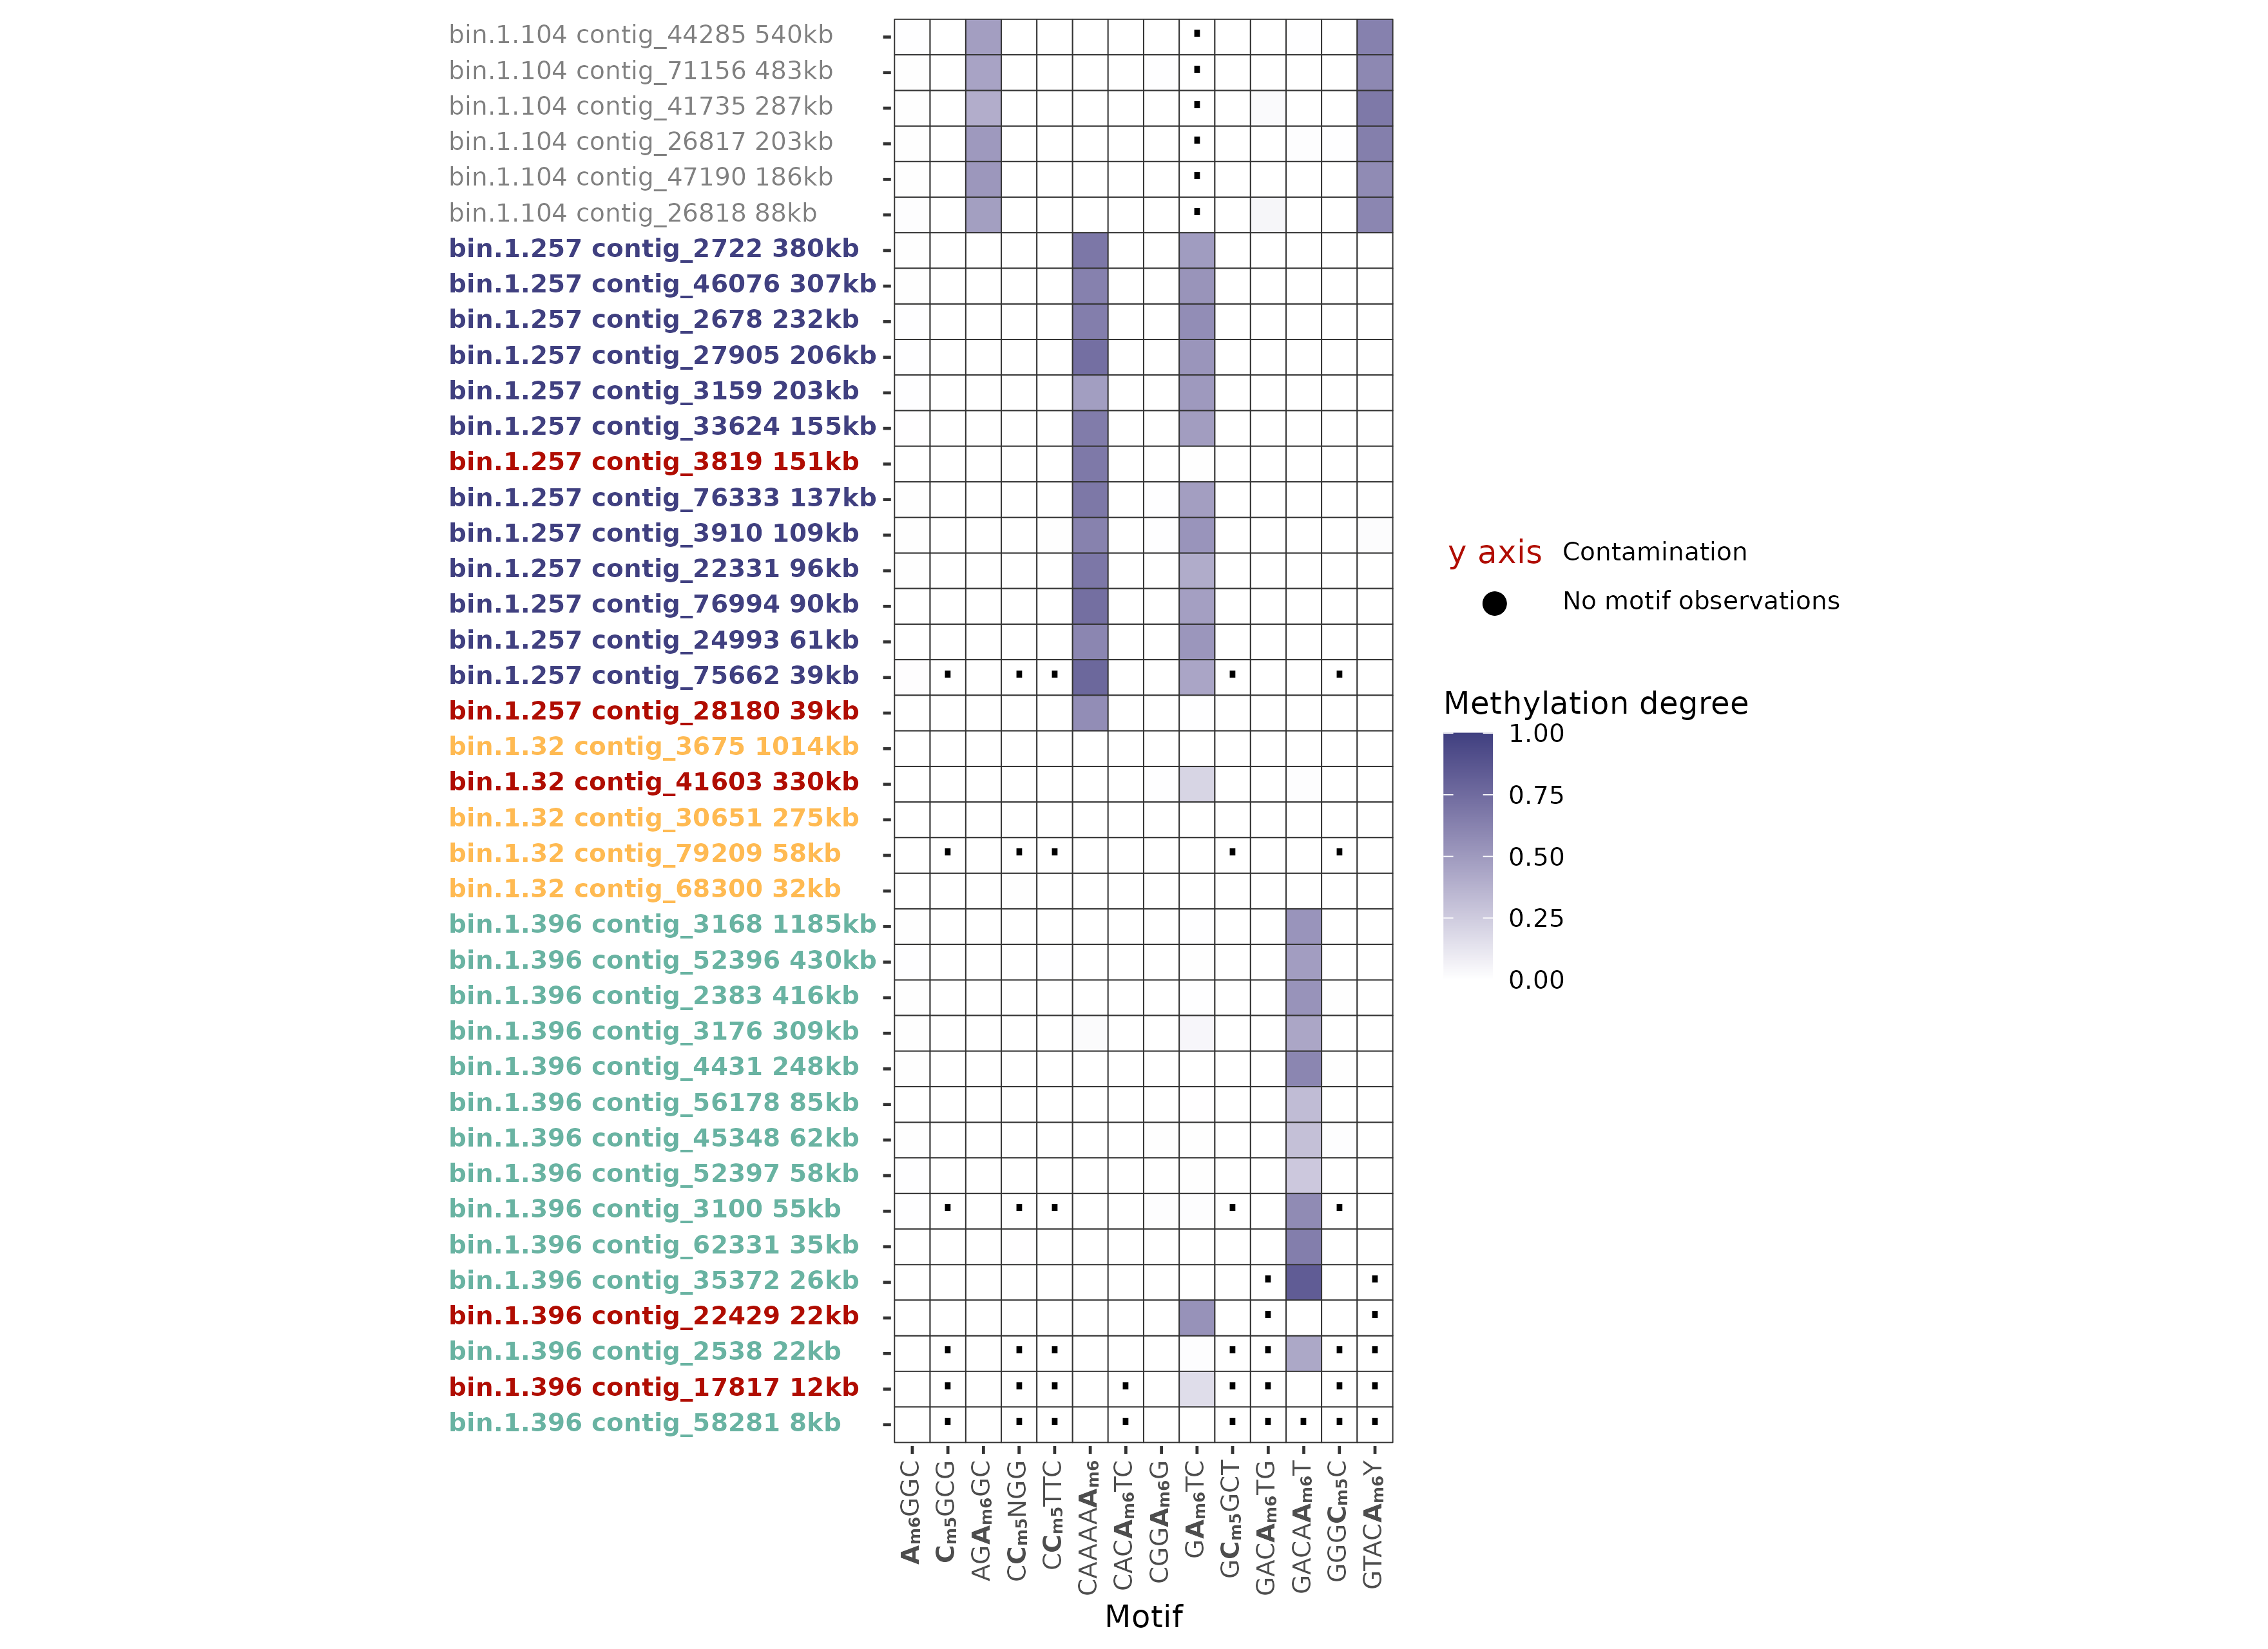 bin.1.104 contig_44285 540kb
bin.1.104 contig_71156 483kb
bin.1.104 contig_41735 287kb
bin.1.104 contig_26817 203kb
bin.1.104 contig_47190 186kb
bin.1.104 contig_26818 88kb
bin.1.257 contig_2722 380kb
bin.1.257 contig_46076 307kb
bin.1.257 contig_2678 232kb
bin.1.257 contig_27905 206kb
bin.1.257 contig_3159 203kb
bin.1.257 contig_33624 155kb
bin.1.257 contig_3819 151kb
bin.1.257 contig_76333 137kb
bin.1.257 contig_3910 109kb
bin.1.257 contig_22331 96kb
bin.1.257 contig_76994 90kb
bin.1.257 contig_24993 61kb
bin.1.257 contig_75662 39kb
bin.1.257 contig_28180 39kb
bin.1.32 contig_3675 1014kb
bin.1.32 contig_41603 330kb
bin.1.32 contig_30651 275kb
bin.1.32 contig_79209 58kb
bin.1.32 contig_68300 32kb
bin.1.396 contig_3168 1185kb
bin.1.396 contig_52396 430kb
bin.1.396 contig_2383 416kb
bin.1.396 contig_3176 309kb
bin.1.396 contig_4431 248kb
bin.1.396 contig_56178 85kb
bin.1.396 contig_45348 62kb
bin.1.396 contig_52397 58kb
bin.1.396 contig_3100 55kb
bin.1.396 contig_62331 35kb
bin.1.396 contig_35372 26kb
bin.1.396 contig_22429 22kb
bin.1.396 contig_2538 22kb
bin.1.396 contig_17817 12kb
bin.1.396 contig_58281 8kb
Am6GGC
Cm5GCG
AGAm6GC
CCm5NGG
CCm5TTC
CAAAAAm6
CACAm6TC
CGGAm6G
GAm6TC
GCm5GCT
GACAm6TG
GACAAm6T
GGGCm5C
GTACAm6Y
Motif
y axis Contamination
No motif observations
Methylation degree
1.00
0.75
0.50
0.25
0.00